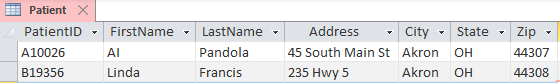 Patient
PatientID FirstName LastName Address City State Zip
A10026 Al Pandola 45 South Main St Akron OH 44307
B19356 Linda Francis 235 Hwy 5 Akron OH 44308